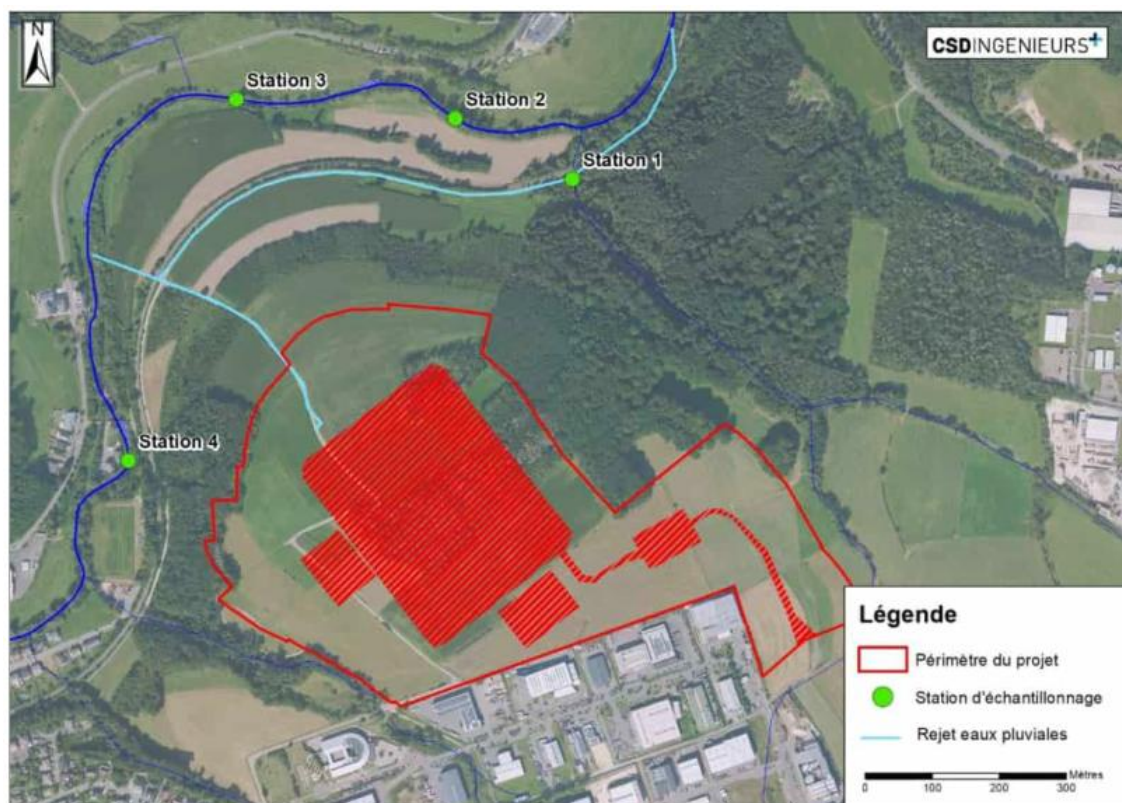 N
CSDINGENIEURS+
Station 3
Station 2
Station 1
Station 4
Légende
Périmètre du projet
Station d'échantillonnage
Rejet eaux pluviales
Mètres
0 100 200 300